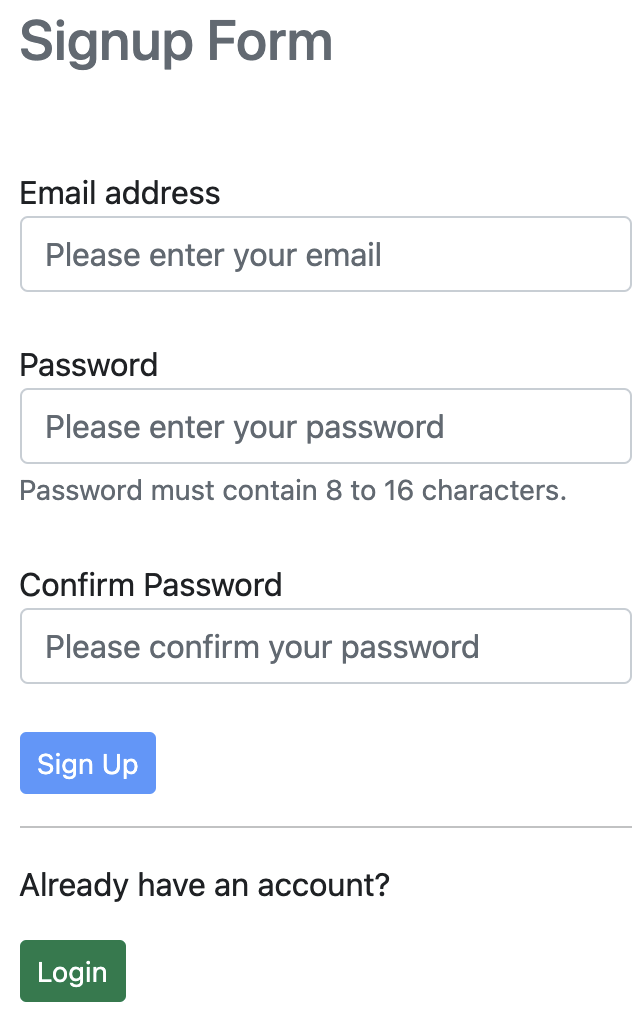 Signup Form
Email address
Please enter your email
Password
Please enter your password
Password must contain 8 to 16 characters.
Confirm Password
Please confirm your password
Sign Up
Already have an account?
Login